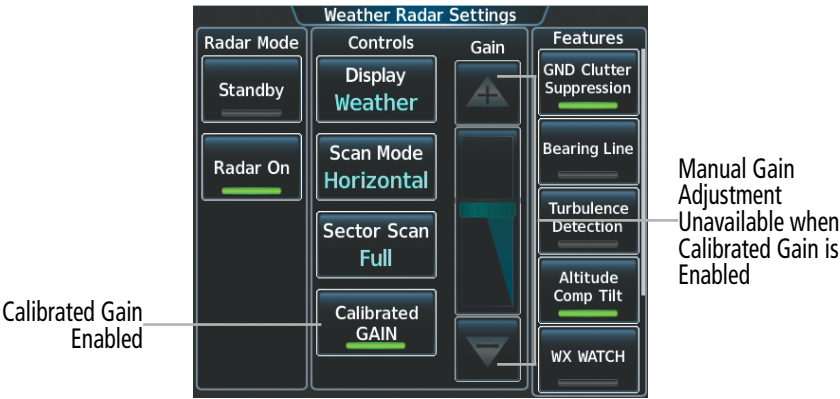 Weather Radar Settings
Radar Mode
Standby
Radar On
Controls
Display
Weather
Scan Mode
Horizontal
Sector Scan
Full
Calibrated
GAIN
Gain
Features
GND Clutter
Suppression
Bearing Line
Turbulence
Detection
Altitude
Comp Tilt
WX WATCH
Calibrated Gain
Enabled
Manual Gain
Adjustment
Unavailable when
Calibrated Gain is
Enabled